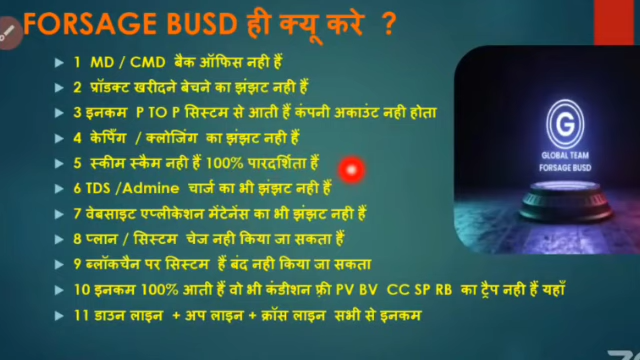 FORSAGE BUSD ही क्यू करे ?
1 MD / CMD बैक ऑफिस नही हैं
2 प्रॉडक्ट खरीदने बेचने का झंझट नही हैं
3 इनकम P TO P सिस्टम से आती हैं कंपनी अकाउंट नही होता
4 केपिँग / क्लोजिंग का झंझट नही हैं
5 स्कीम स्कैम नही हैं 100% पारदर्शिता हैं
6 TDS /Admine चार्ज का भी झंझट नही हैं
7 वेबसाइट एप्लीकेशन मेंटेनेंस का भी झंझट नही हैं
8 प्लान / सिस्टम चेज नही किया जा सकता हैं
9 ब्लॉकचैन पर सिस्टम हैं बंद नही किया जा सकता
10 इनकम 100% आती हैं वो भी कंडीशन फ्री PV BV CC SP RB का ट्रैप नही हैं यहाँ
11 डाउन लाइन + अप लाइन + क्रॉस लाइन सभी से इनकम
G
GLOBAL TEAM
FORSAGE BUSD